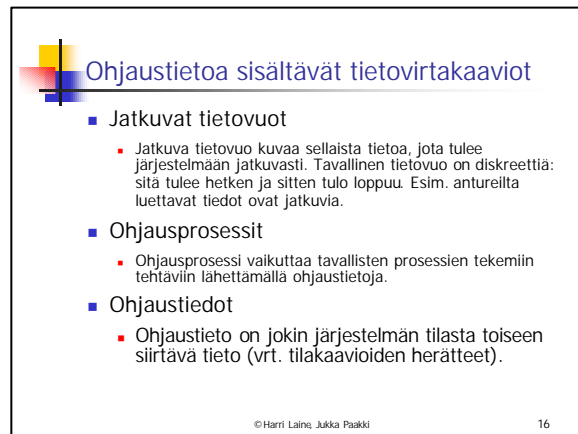 Ohjaustietoa sisältävät tietovirtakaaviot
Jatkuvat tietovuot
Jatkuva tietovuo kuvaa sellaista tietoa, jota tulee
järjestelmään jatkuvasti. Tavallinen tietovuo on diskreettiä:
sitä tulee hetken ja sitten tulo loppuu. Esim. antureilta
luettavat tiedot ovat jatkuvia.
Ohjausprosessit
Ohjausprosessi vaikuttaa tavallisten prosessien tekemiin
tehtäviin lähettämällä ohjaustietoja.
Ohjaustiedot
Ohjaustieto on jokin järjestelmän tilasta toiseen
siirtävä tieto (vrt. tilakaavioiden herätteet).
© Harri Laine, Jukka Paakki 16